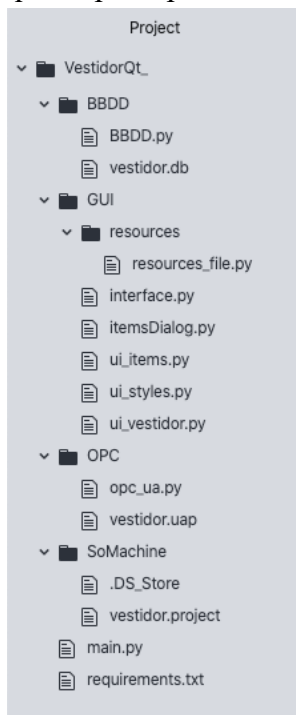 Project
VestidorQt_
BBDD
BBDD.py
vestidor.db
GUI
resources
resources_file.py
interface.py
itemsDialog.py
ui_items.py
ui_styles.py
ui_vestidor.py
OPC
opc_ua.py
vestidor.uap
SoMachine
.DS_Store
vestidor.project
main.py
requirements.txt